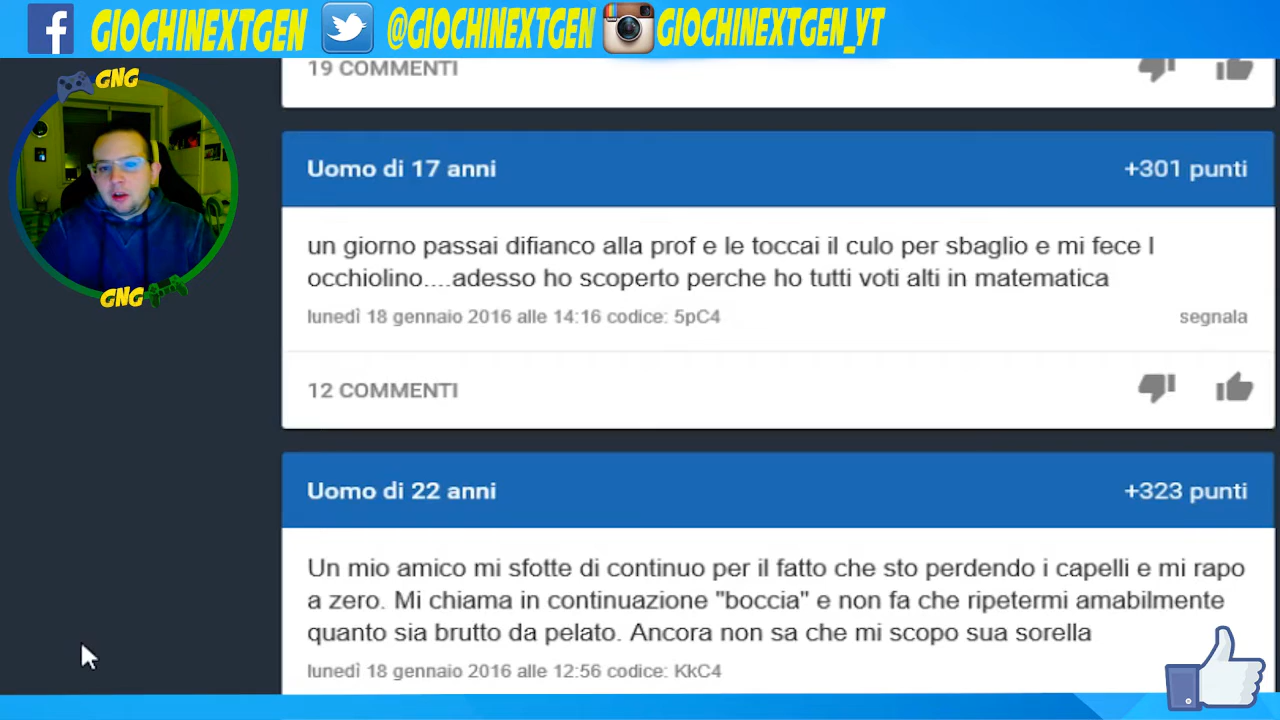 GIOCHINEXTGEN @GIOCHINEXTGEN GIOCHINEXTGEN_YT
GNG
GNG
19 COMMENTI
Uomo di 17 anni +301 punti
un giorno passai difianco alla prof e le toccai il culo per sbaglio e mi fece l
occhiolino....adesso ho scoperto perche ho tutti voti alti in matematica
lunedì 18 gennaio 2016 alle 14:16 codice: 5pC4 segnala
12 COMMENTI
Uomo di 22 anni +323 punti
Un mio amico mi sfotte di continuo per il fatto che sto perdendo i capelli e mi rapo
a zero. Mi chiama in continuazione "boccia" e non fa che ripetermi amabilmente
quanto sia brutto da pelato. Ancora non sa che mi scopo sua sorella
lunedì 18 gennaio 2016 alle 12:56 codice: KkC4